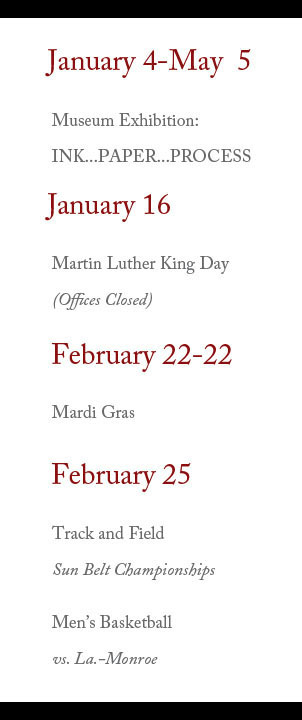 January 4-May 5
Museum Exhibition:
INK...PAPER...PROCESS
January 16
Martin Luther King Day
(Offices Closed)
February 22-22
Mardi Gras
February 25
Track and Field
Sun Belt Championships
Men's Basketball
vs. La.-Monroe